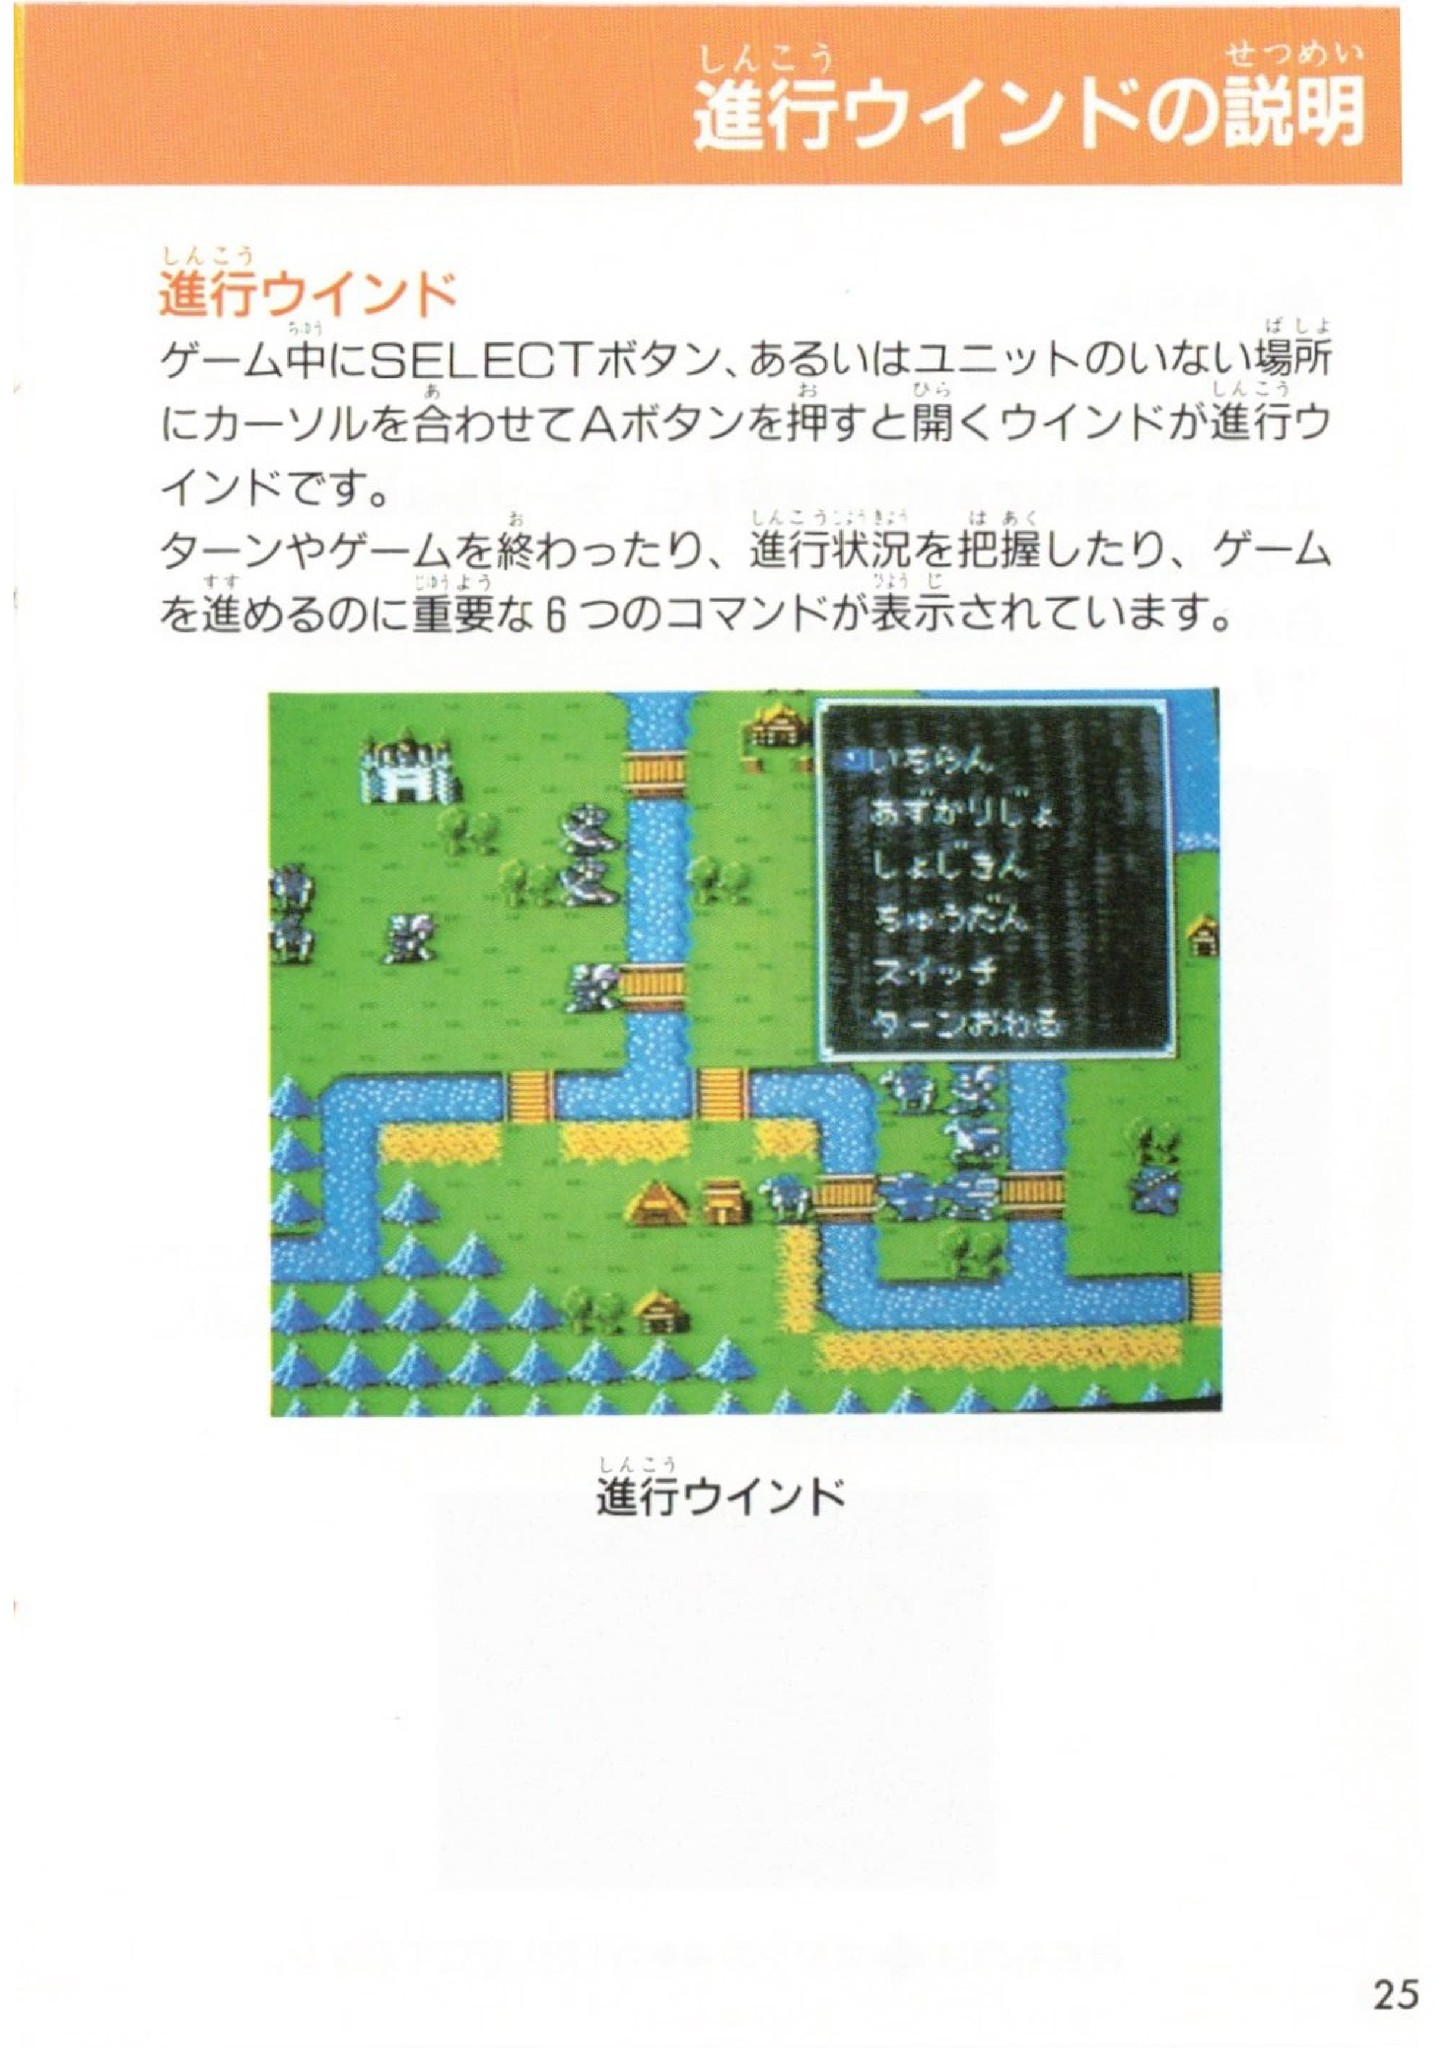 進行ウインドの説明
進行ウインド
ゲーム中にSELECTボタン、あるいはユニットのいない場所
にカーソルを合わせてAボタンを押すと開くウインドが進行ウ
インドです。
ターンやゲームを終わったり、進行状況を把握したり、ゲーム
を進めるのに重要な6つのコマンドが表示されています。
いちらん
あずかりじょ
しょじきん
ちゅうだん
スイッチ
ターンおわる
進行ウインド
25